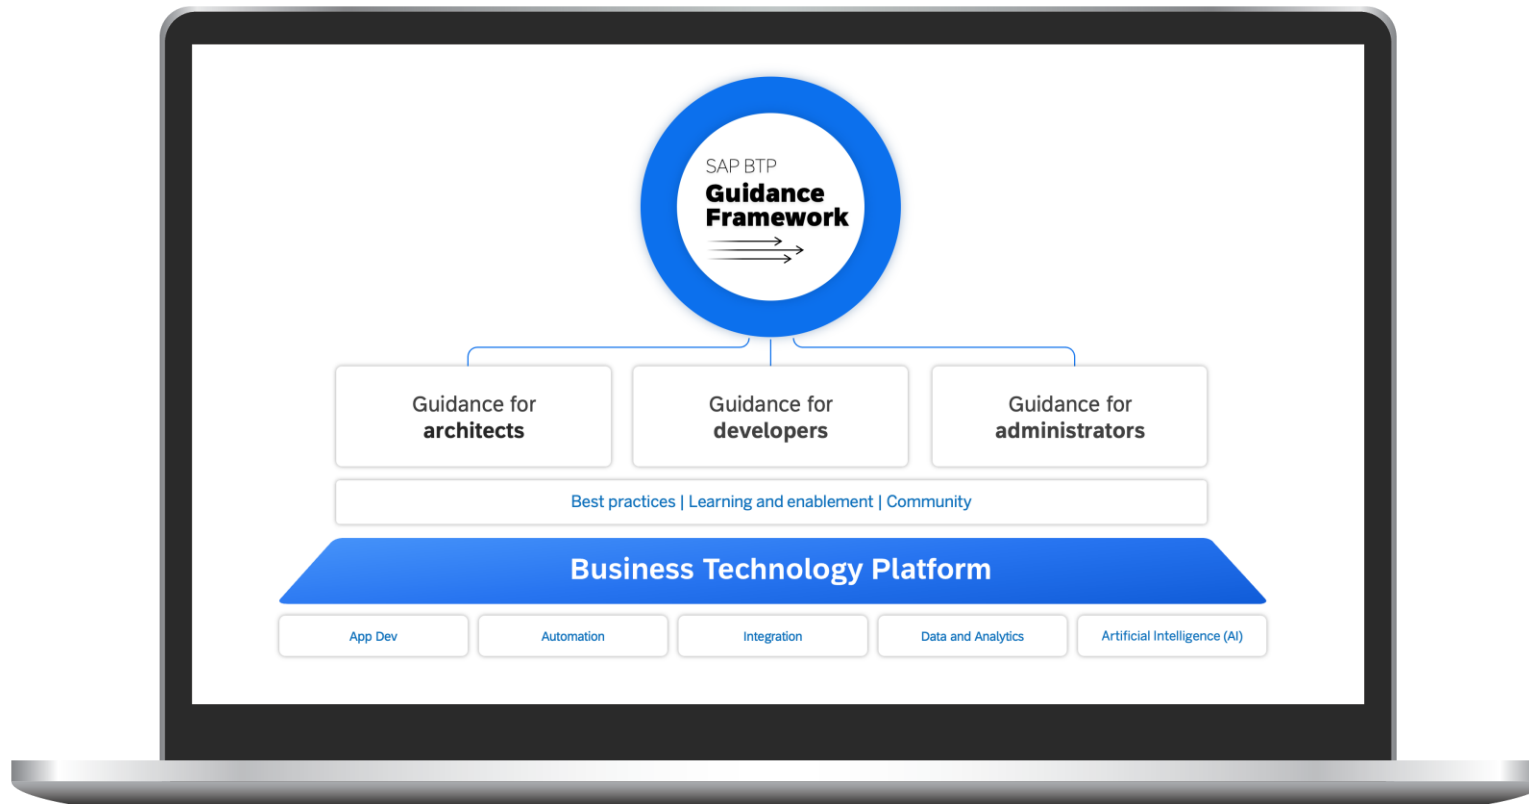 SAP BTP
Guidance
Framework
Guidance for
architects
Guidance for
developers
Guidance for
administrators
Best practices | Learning and enablement | Community
Business Technology Platform
App Dev
Automation
Integration
Data and Analytics
Artificial Intelligence (AI)